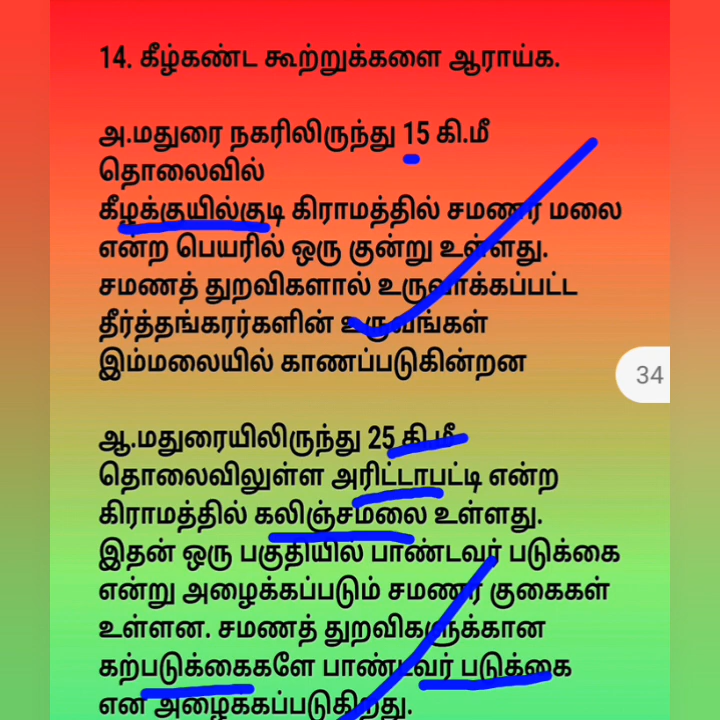 14. கீழ்கண்ட கூற்றுக்களை ஆராய்க.
அ.மதுரை நகரிலிருந்து 15 கி.மீ
தொலைவில்
கீழக்குயில்குடி கிராமத்தில் சமணர் மலை
என்ற பெயரில் ஒரு குன்று உள்ளது.
சமணத் துறவிகளால் உருவாக்கப்பட்ட
தீர்த்தங்கரர்களின் உருவங்கள்
இம்மலையில் காணப்படுகின்றன
34
ஆ.மதுரையிலிருந்து 25 கி.மீ
தொலைவிலுள்ள அரிட்டாபட்டி என்ற
கிராமத்தில் கலிஞ்சமலை உள்ளது.
இதன் ஒரு பகுதியில் பாண்டவர் படுக்கை
என்று அழைக்கப்படும் சமணர் குகைகள்
உள்ளன. சமணத் துறவிகளுக்கான
கற்படுக்கைகளே பாண்டவர் படுக்கை
என அழைக்கப்படுகிறது.